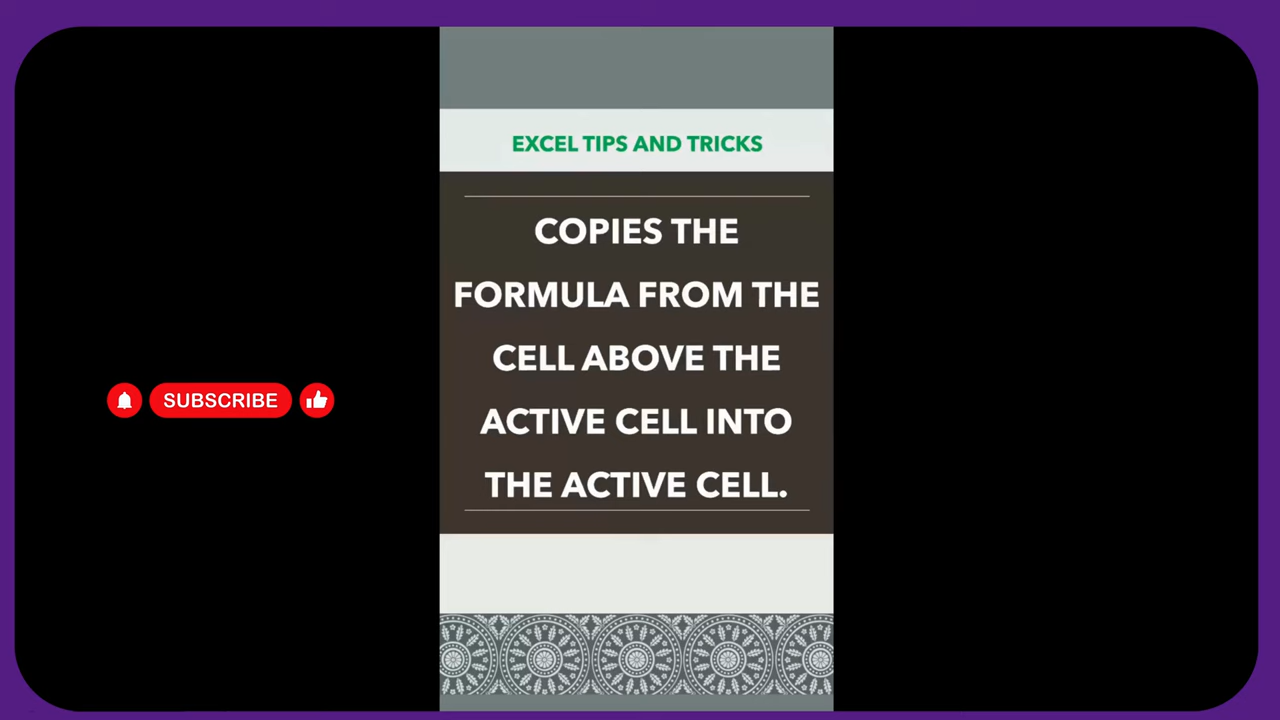 EXCEL TIPS AND TRICKS
COPIES THE
FORMULA FROM THE
CELL ABOVE THE
ACTIVE CELL INTO
THE ACTIVE CELL.
SUBSCRIBE